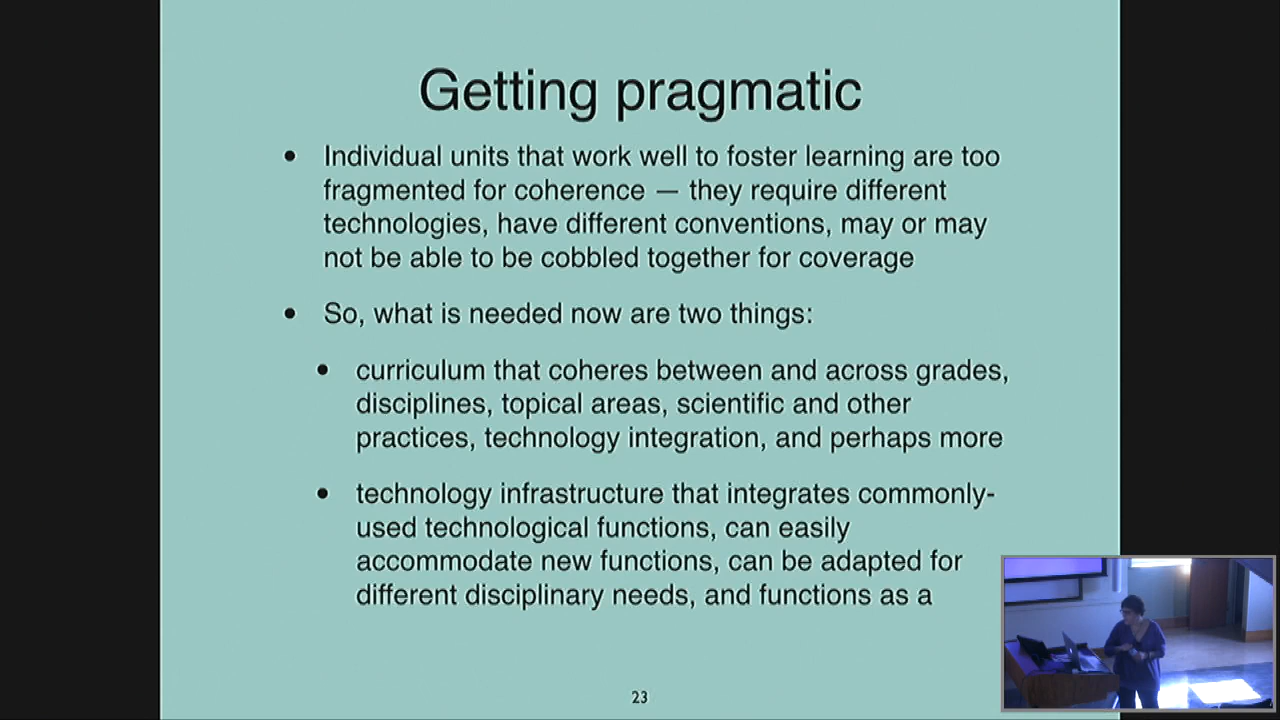 Getting pragmatic
• Individual units that work well to foster learning are too
fragmented for coherence — they require different
technologies, have different conventions, may or may
not be able to be cobbled together for coverage
• So, what is needed now are two things:
• curriculum that coheres between and across grades,
disciplines, topical areas, scientific and other
practices, technology integration, and perhaps more
• technology infrastructure that integrates commonly-
used technological functions, can easily
accommodate new functions, can be adapted for
different disciplinary needs, and functions as a
23